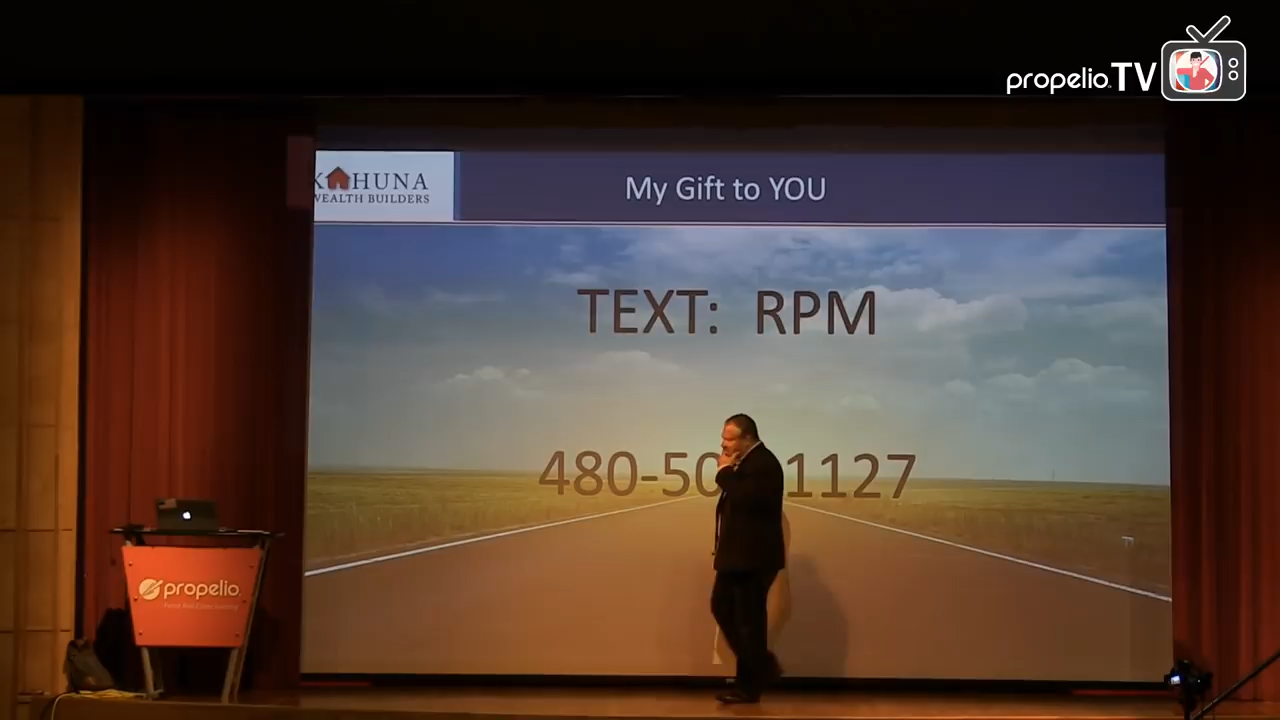 propelio TV
KAHUNA
WEALTH BUILDERS
My Gift to YOU
TEXT: RPM
480-50 1127
propelio